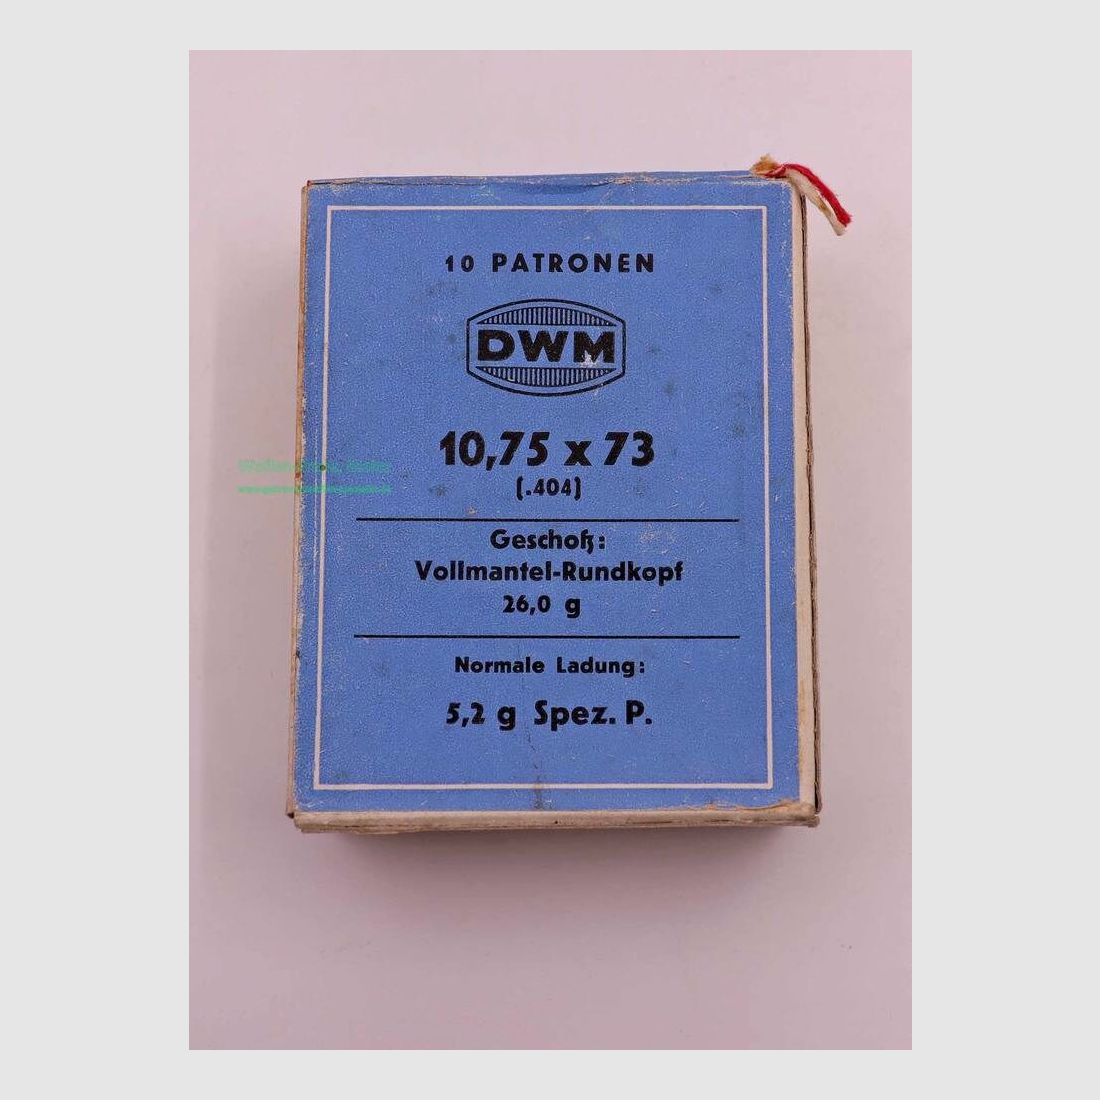 10 PATRONEN
DWM
10,75 x 73
(.404)
Geschoß:
Vollmantel-Rundkopf
26,0 g
Normale Ladung:
5,2 g Spez. P.